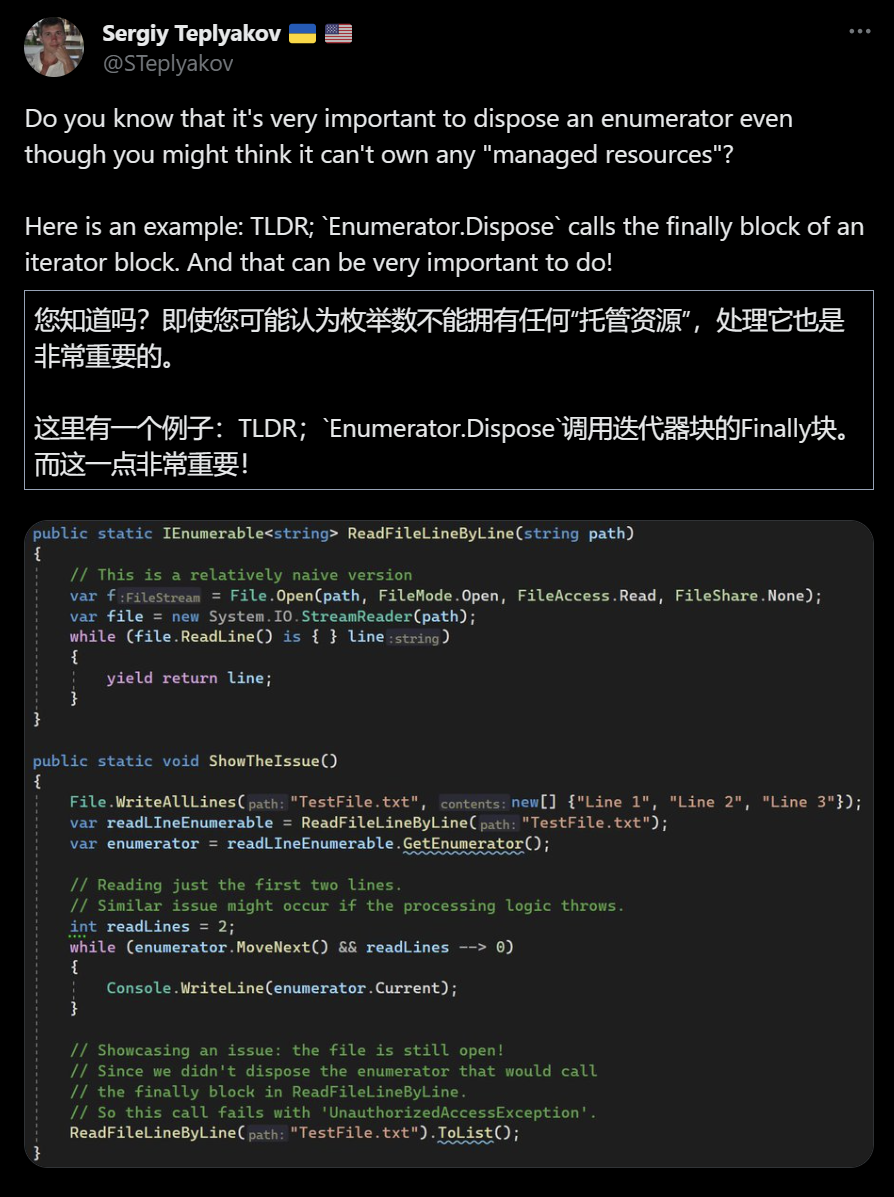 Sergiy Teplyakov 🇺🇦 🇺🇸
@STeplyakov
Do you know that it's very important to dispose an enumerator even
though you might think it can't own any "managed resources"?
Here is an example: TLDR; `Enumerator.Dispose` calls the finally block of an
iterator block. And that can be very important to do!
您知道吗？即使您可能认为枚举数不能拥有任何“托管资源”，处理它也是
非常重要的。
这里有一个例子：TLDR；`Enumerator.Dispose`调用迭代器块的Finally块。
而这一点非常重要！
public static IEnumerable<string> ReadFileLineByLine(string path)
{
    // This is a relatively naive version
    var f:FileStream = File.Open(path, FileMode.Open, FileAccess.Read, FileShare.None);
    var file = new System.IO.StreamReader(path);
    while (file.ReadLine() is { } line:string)
    {
        yield return line;
    }
}
public static void ShowTheIssue()
{
    File.WriteAllLines(path:"TestFile.txt", contents:new[] {"Line 1", "Line 2", "Line 3"});
    var readLIneEnumerable = ReadFileLineByLine(path:"TestFile.txt");
    var enumerator = readLIneEnumerable.GetEnumerator();
    // Reading just the first two lines.
    // Similar issue might occur if the processing logic throws.
    int readLines = 2;
    while (enumerator.MoveNext() && readLines --> 0)
    {
        Console.WriteLine(enumerator.Current);
    }
    // Showcasing an issue: the file is still open!
    // Since we didn't dispose the enumerator that would call
    // the finally block in ReadFileLineByLine.
    // So this call fails with 'UnauthorizedAccessException'.
    ReadFileLineByLine(path:"TestFile.txt").ToList();
}